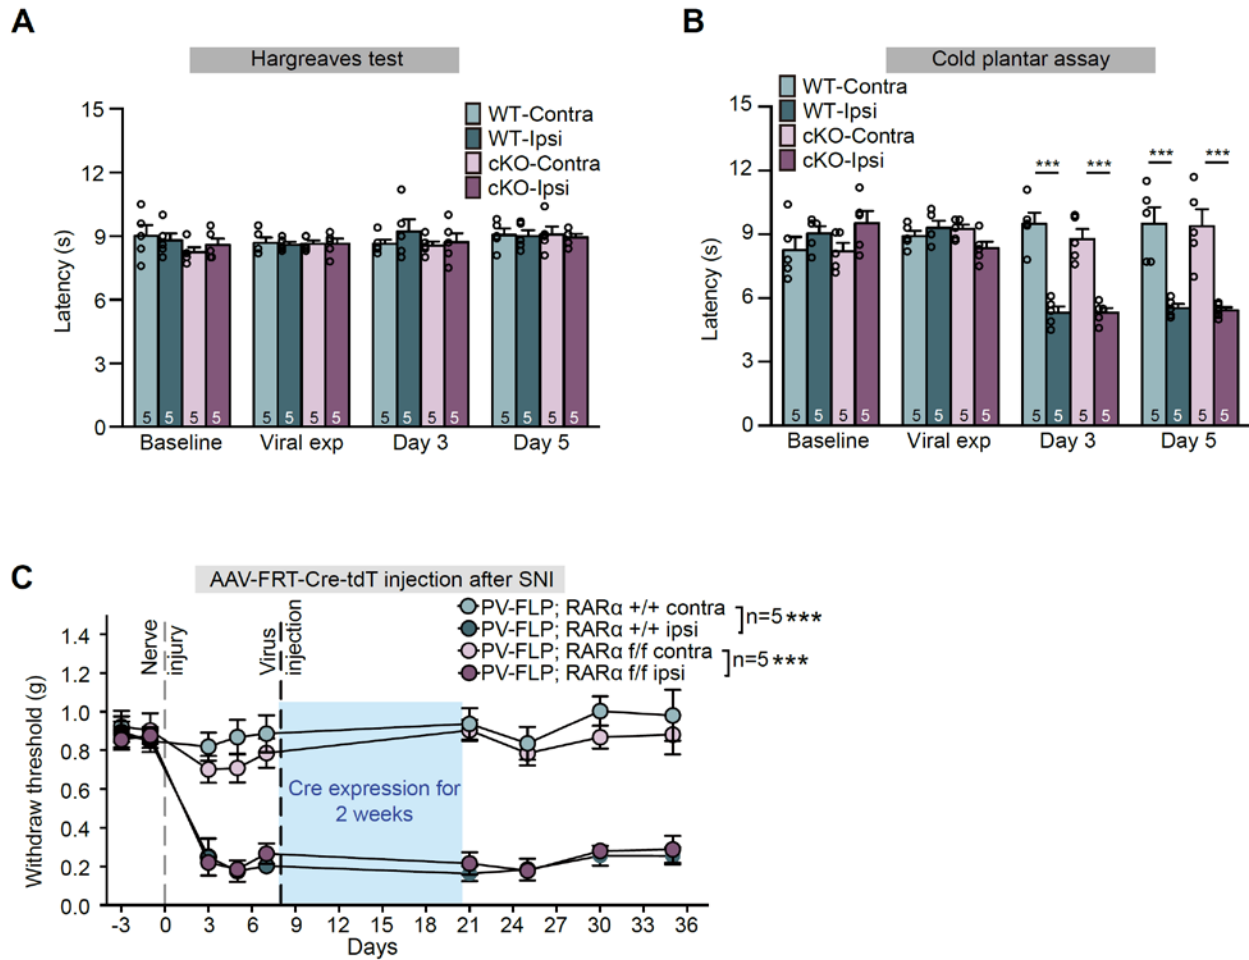 A
Hargreaves test
WT-Contra
WT-Ipsi
cKO-Contra
cKO-Ipsi
Latency (s)
15
12
9
6
3
0
5 5 5 5 5 5 5 5 5 5 5 5 5 5 5 5
Baseline Viral exp Day 3 Day 5
B
Cold plantar assay
WT-Contra
WT-Ipsi
cKO-Contra
cKO-Ipsi
*** *** *** ***
Latency (s)
15
12
9
6
3
0
5 5 5 5 5 5 5 5 5 5 5 5 5 5 5 5
Baseline Viral exp Day 3 Day 5
C
AAV-FRT-Cre-tdT injection after SNI
PV-FLP; RARα +/+ contra
PV-FLP; RARα +/+ ipsi
n=5 ***
PV-FLP; RARα f/f contra
PV-FLP; RARα f/f ipsi
n=5 ***
Nerve
injury
Virus
injection
Cre expression for
2 weeks
Withdraw threshold (g)
1.4
1.2
1.0
0.8
0.6
0.4
0.2
0.0
-3 0 3 6 9 12 15 18 21 24 27 30 33 36
Days